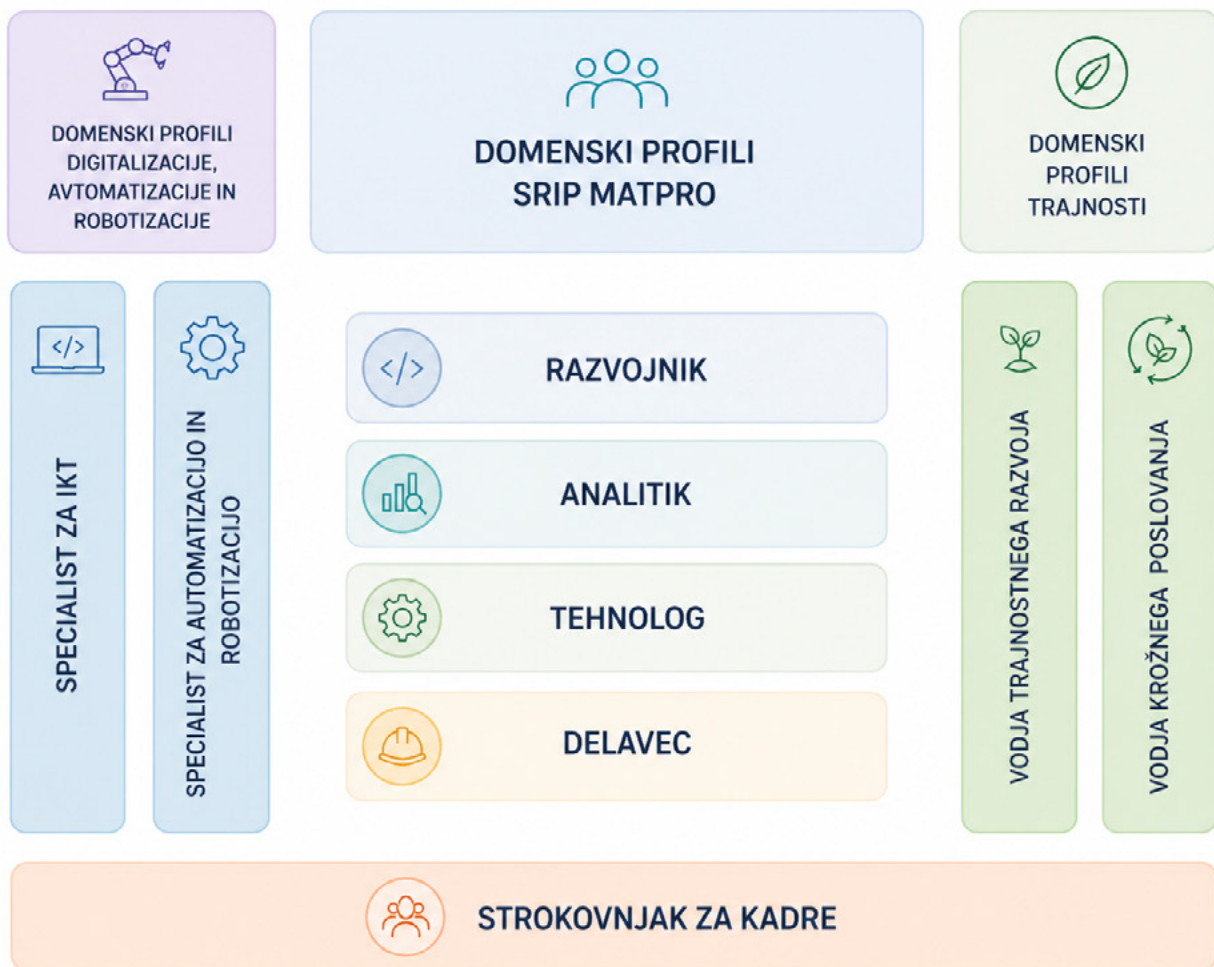 DOMENSKI PROFILI
DIGITALIZACIJE,
AVTOMATIZACIJE IN
ROBOTIZACIJE
DOMENSKI PROFILI
SRIP MATPRO
DOMENSKI
PROFILI
TRAJNOSTI
</>
SPECIALIST ZA IKT
SPECIALIST ZA AUTOMATIZACIJO IN
ROBOTIZACIJO
</>
RAZVOJNIK
ANALITIK
TEHNOLOG
DELAVEC
VODJA TRAJNOSTNEGA RAZVOJA
VODJA KROŽNEGA POSLOVANJA
STROKOVNJAK ZA KADRE